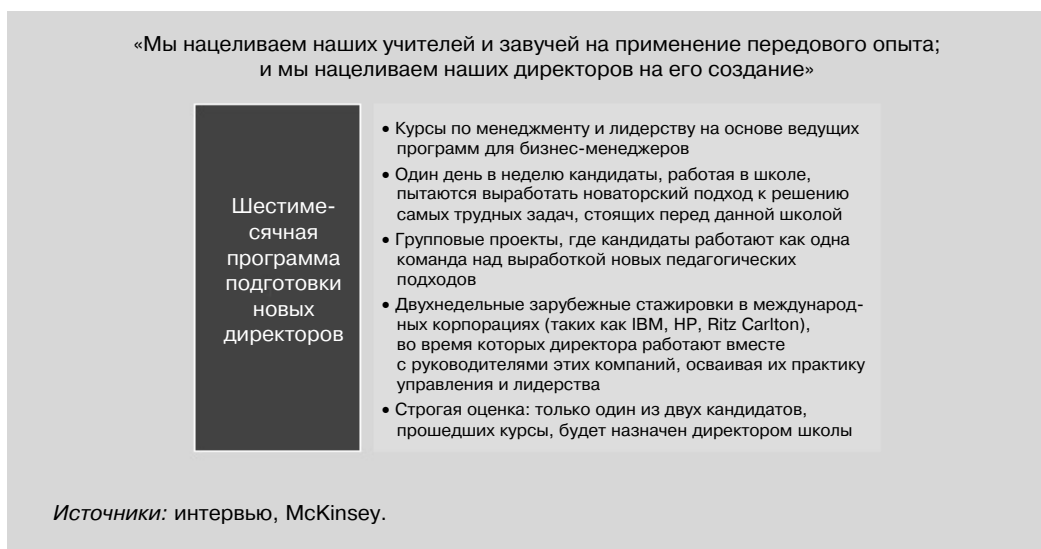 «Мы нацеливаем наших учителей и завучей на применение передового опыта;
и мы нацеливаем наших директоров на его создание»
Шестиме-
сячная
программа
подготовки
новых
директоров
• Курсы по менеджменту и лидерству на основе ведущих
программ для бизнес-менеджеров
• Один день в неделю кандидаты, работая в школе,
пытаются выработать новаторский подход к решению
самых трудных задач, стоящих перед данной школой
• Групповые проекты, где кандидаты работают как одна
команда над выработкой новых педагогических
подходов
• Двухнедельные зарубежные стажировки в международ-
ных корпорациях (таких как IBM, HP, Ritz Carlton),
во время которых директора работают вместе
с руководителями этих компаний, осваивая их практику
управления и лидерства
• Строгая оценка: только один из двух кандидатов,
прошедших курсы, будет назначен директором школы
Источники: интервью, McKinsey.